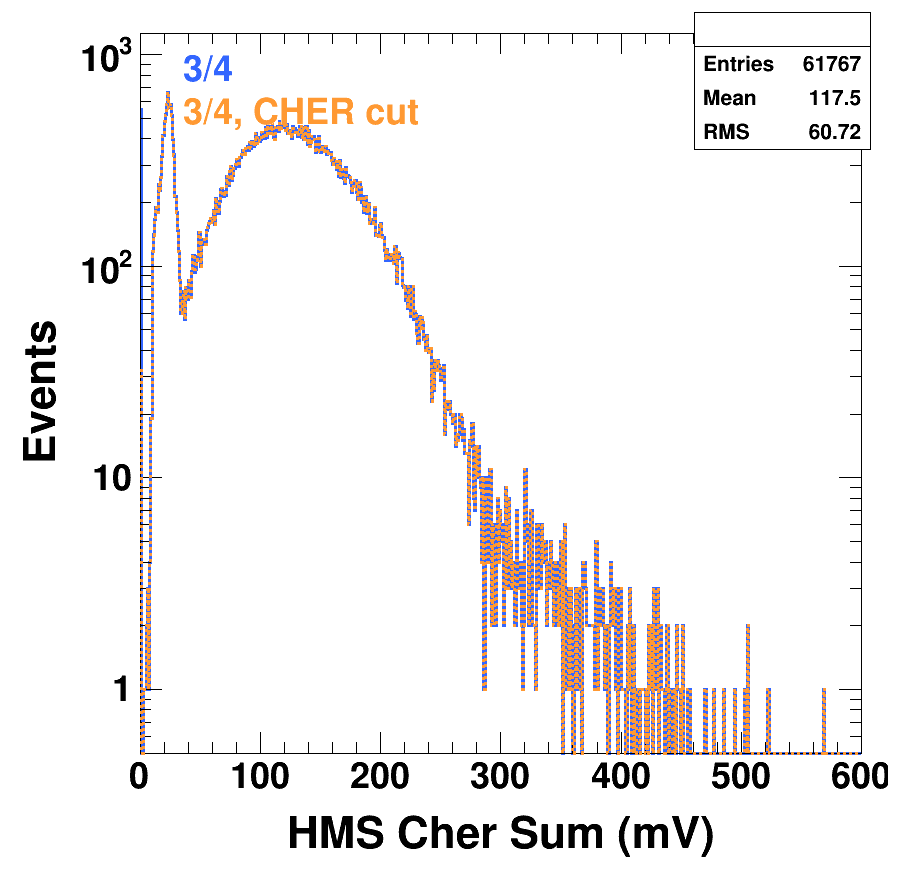 10³
3/4
3/4, CHER cut
Entries 61767
Mean 117.5
RMS 60.72
10²
10
1
Events
0 100 200 300 400 500 600
HMS Cher Sum (mV)